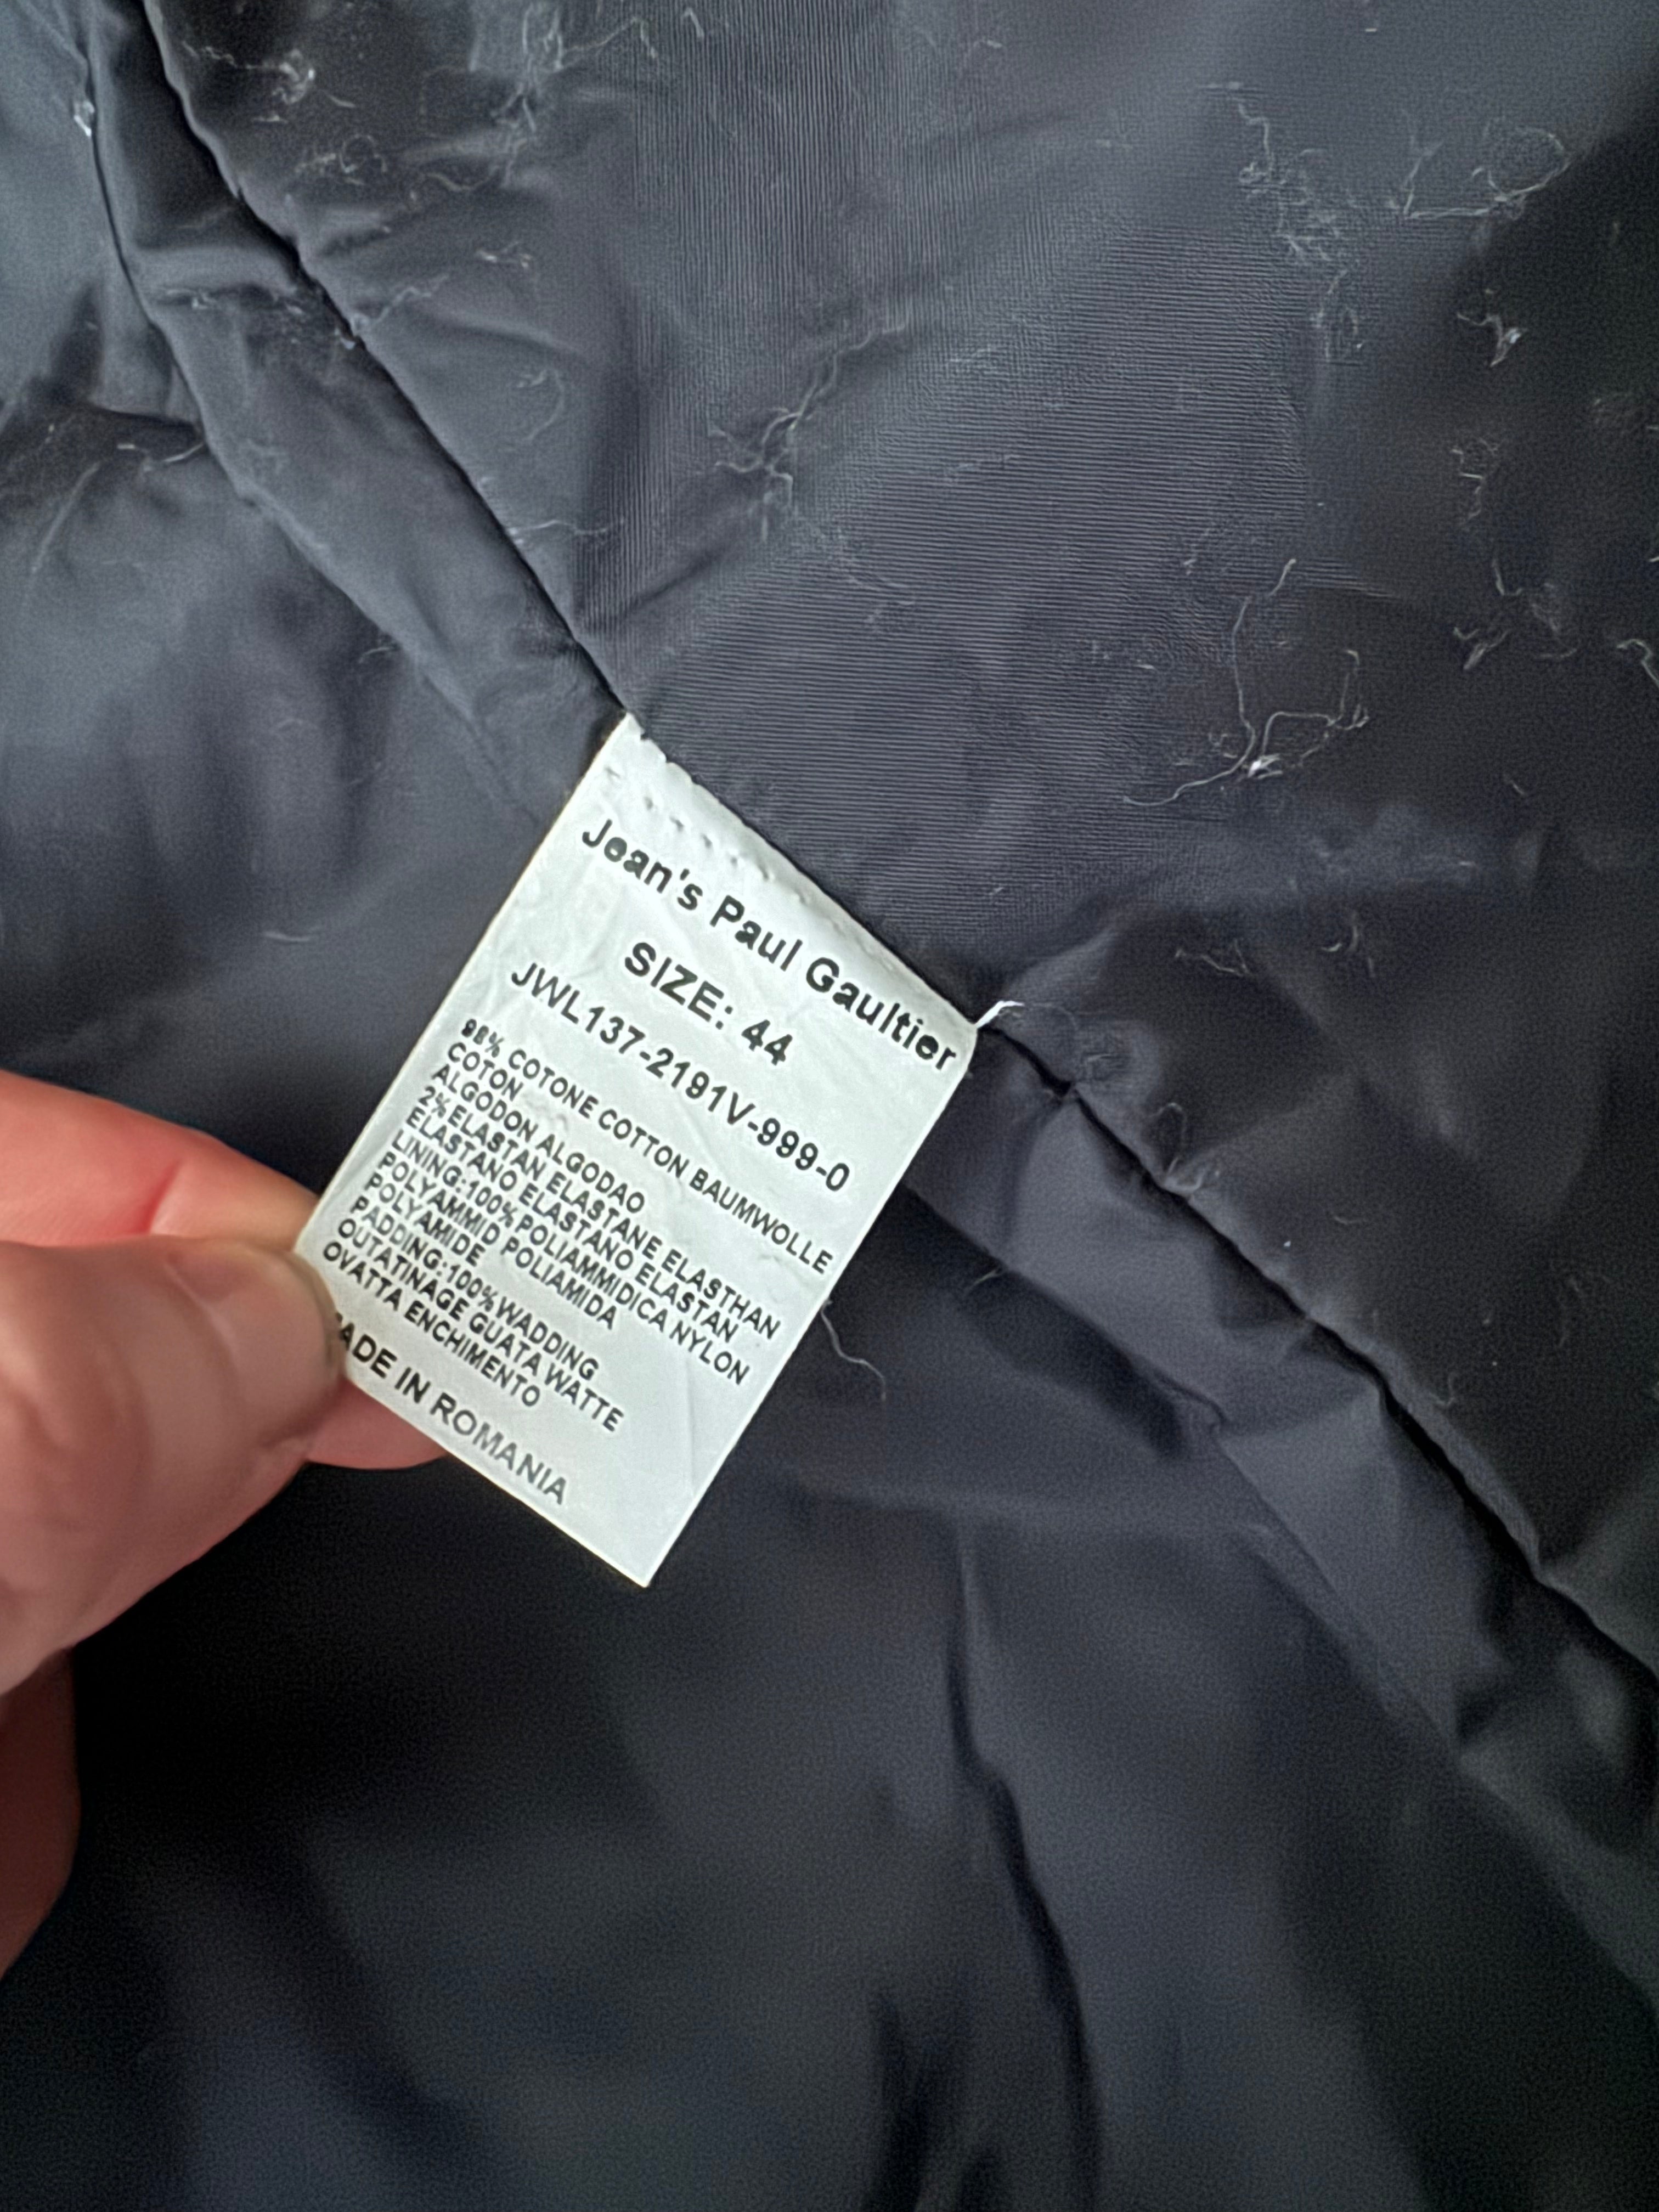 Jean's Paul Gaultier
SIZE: 44
JWL137-2191V-999-0
98% COTONE COTTON BAUMWOLLE
COTON
ALGODON ALGODAO
2%ELASTAN ELASTANE ELASTHAN
ELASTANO ELASTANO ELASTAN
LINING:100%POLIAMMIDICA NYLON
POLYAMMID POLIAMIDA
POLYAMIDE
PADDING:100%WADDING
OUTATINAGE GUATA WATTE
OVATTA ENCHIMENTO
ADE IN ROMANIA